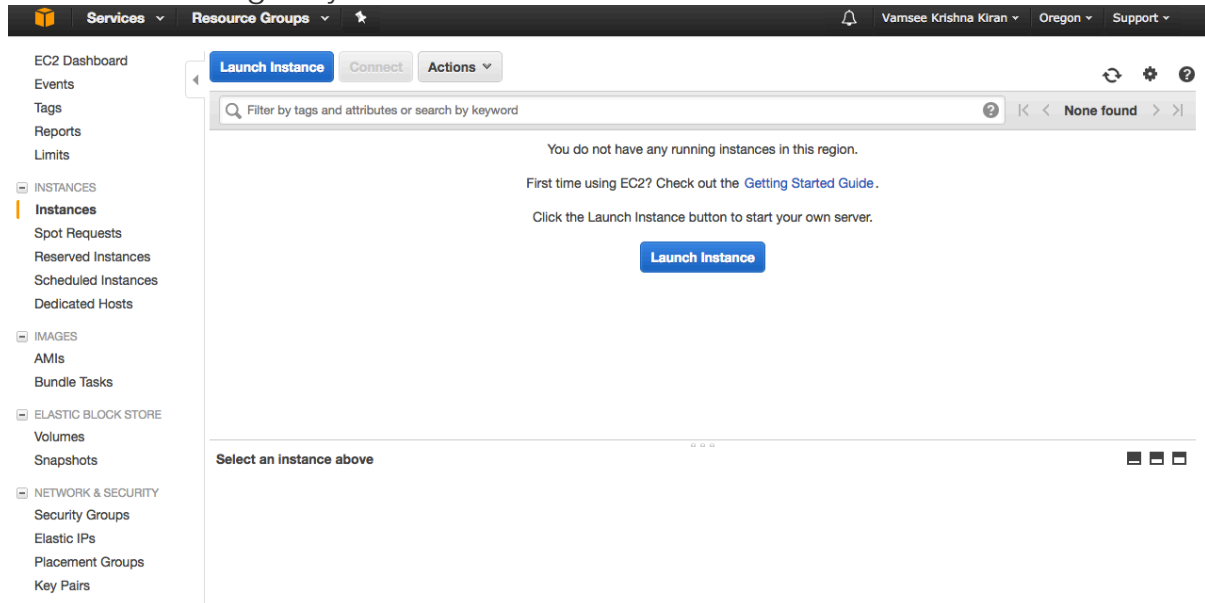 Services Resource Groups Vamsee Krishna Kiran Oregon Support
EC2 Dashboard
Events
Tags
Reports
Limits
INSTANCES
Instances
Spot Requests
Reserved Instances
Scheduled Instances
Dedicated Hosts
IMAGES
AMIs
Bundle Tasks
ELASTIC BLOCK STORE
Volumes
Snapshots
NETWORK & SECURITY
Security Groups
Elastic IPs
Placement Groups
Key Pairs
Launch Instance Connect Actions
Filter by tags and attributes or search by keyword None found
You do not have any running instances in this region.
First time using EC2? Check out the Getting Started Guide.
Click the Launch Instance button to start your own server.
Launch Instance
Select an instance above